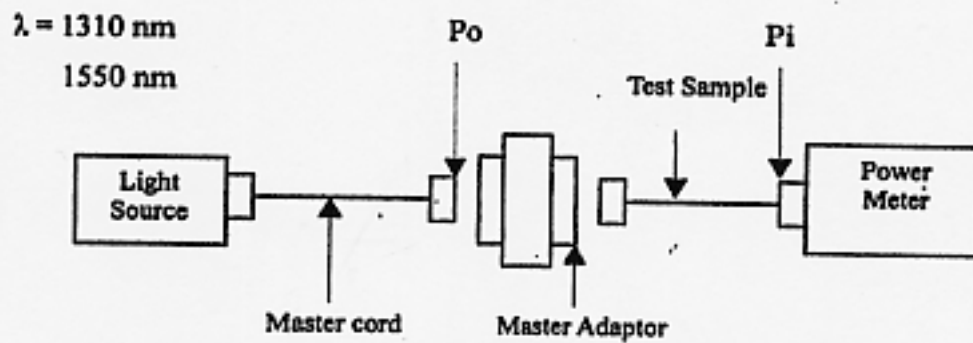 λ = 1310 nm
1550 nm
Po
Pi
Test Sample
Light
Source
Power
Meter
Master cord
Master Adaptor